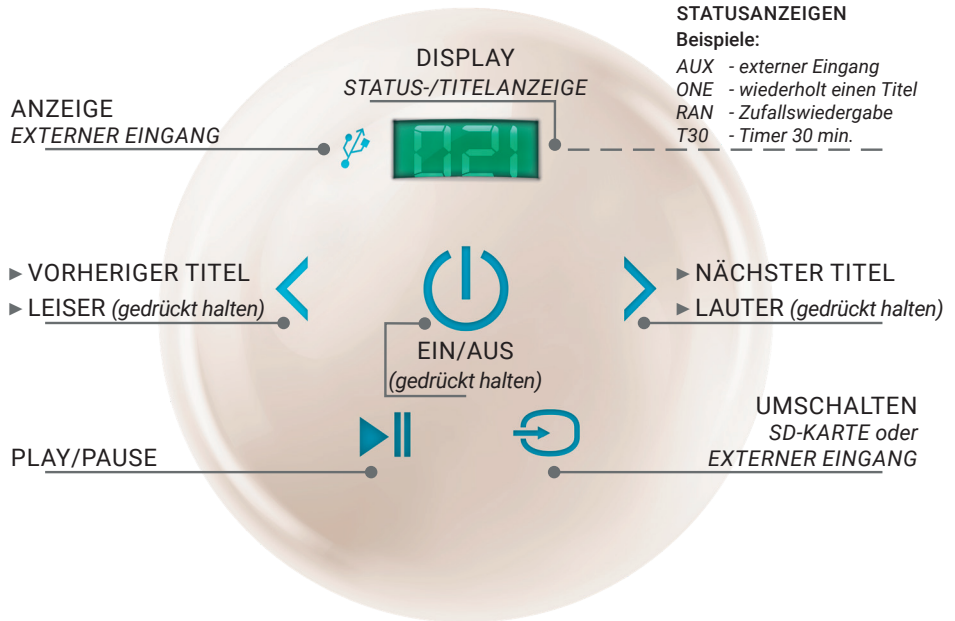 STATUSANZEIGEN
Beispiele:
AUX - externer Eingang
ONE - wiederholt einen Titel
RAN - Zufallswiedergabe
T30 - Timer 30 min.
DISPLAY
STATUS-/TITELANZEIGE
ANZEIGE
EXTERNER EINGANG
021
► VORHERIGER TITEL
► LEISER (gedrückt halten)
► NÄCHSTER TITEL
► LAUTER (gedrückt halten)
EIN/AUS
(gedrückt halten)
UMSCHALTEN
SD-KARTE oder
EXTERNER EINGANG
PLAY/PAUSE